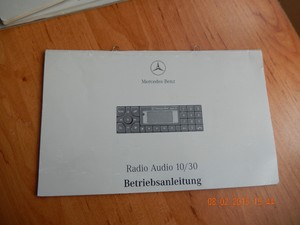 Mercedes-Benz
Radio Audio 10/30
Betriebsanleitung